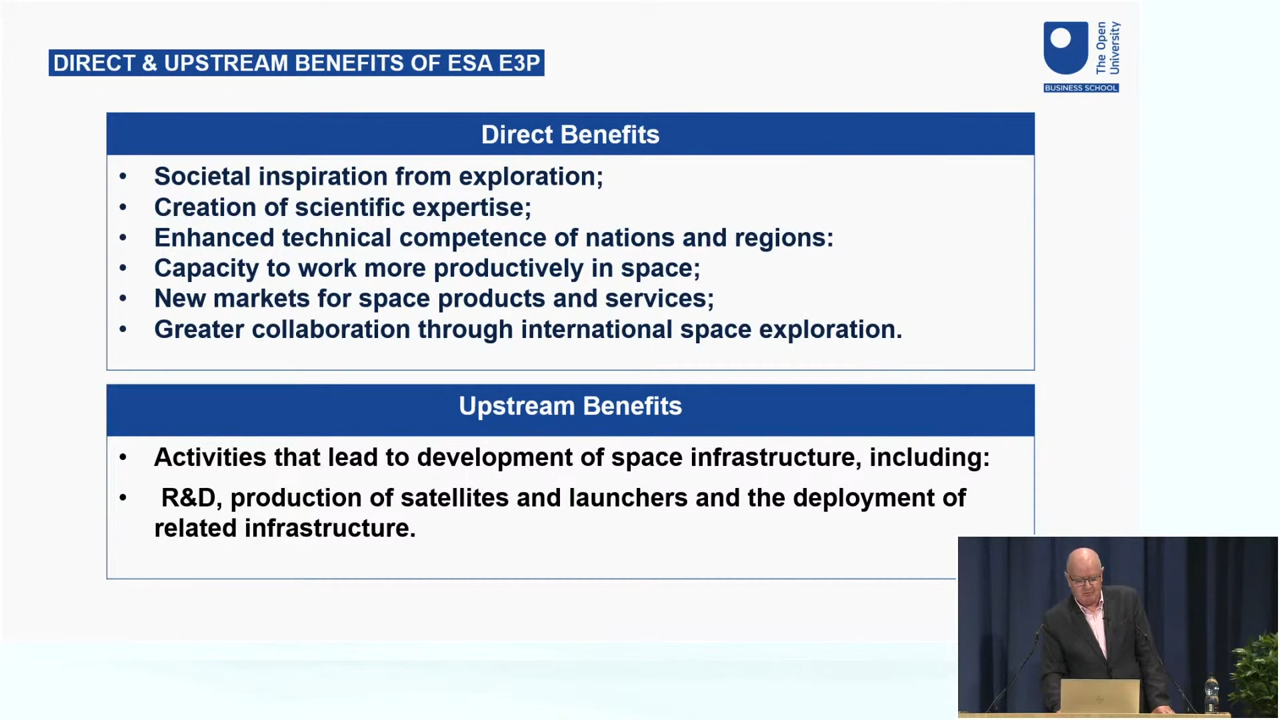 DIRECT & UPSTREAM BENEFITS OF ESA E3P
The Open
University
BUSINESS SCHOOL
Direct Benefits
• Societal inspiration from exploration;
• Creation of scientific expertise;
• Enhanced technical competence of nations and regions:
• Capacity to work more productively in space;
• New markets for space products and services;
• Greater collaboration through international space exploration.
Upstream Benefits
• Activities that lead to development of space infrastructure, including:
• R&D, production of satellites and launchers and the deployment of
related infrastructure.